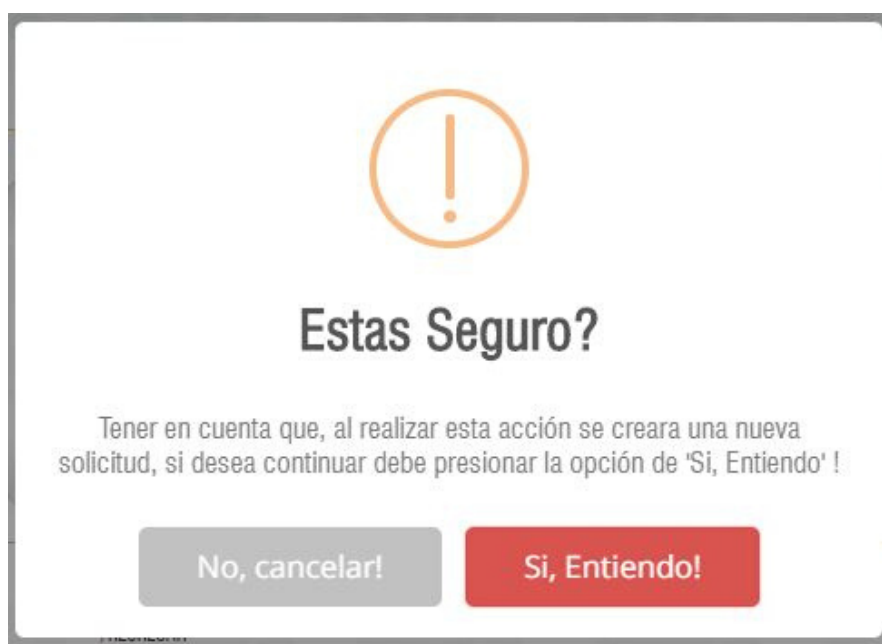 Estas Seguro?
Tener en cuenta que, al realizar esta acción se creara una nueva
solicitud, si desea continuar debe presionar la opción de 'Si, Entiendo' !
No, cancelar!
Si, Entiendo!